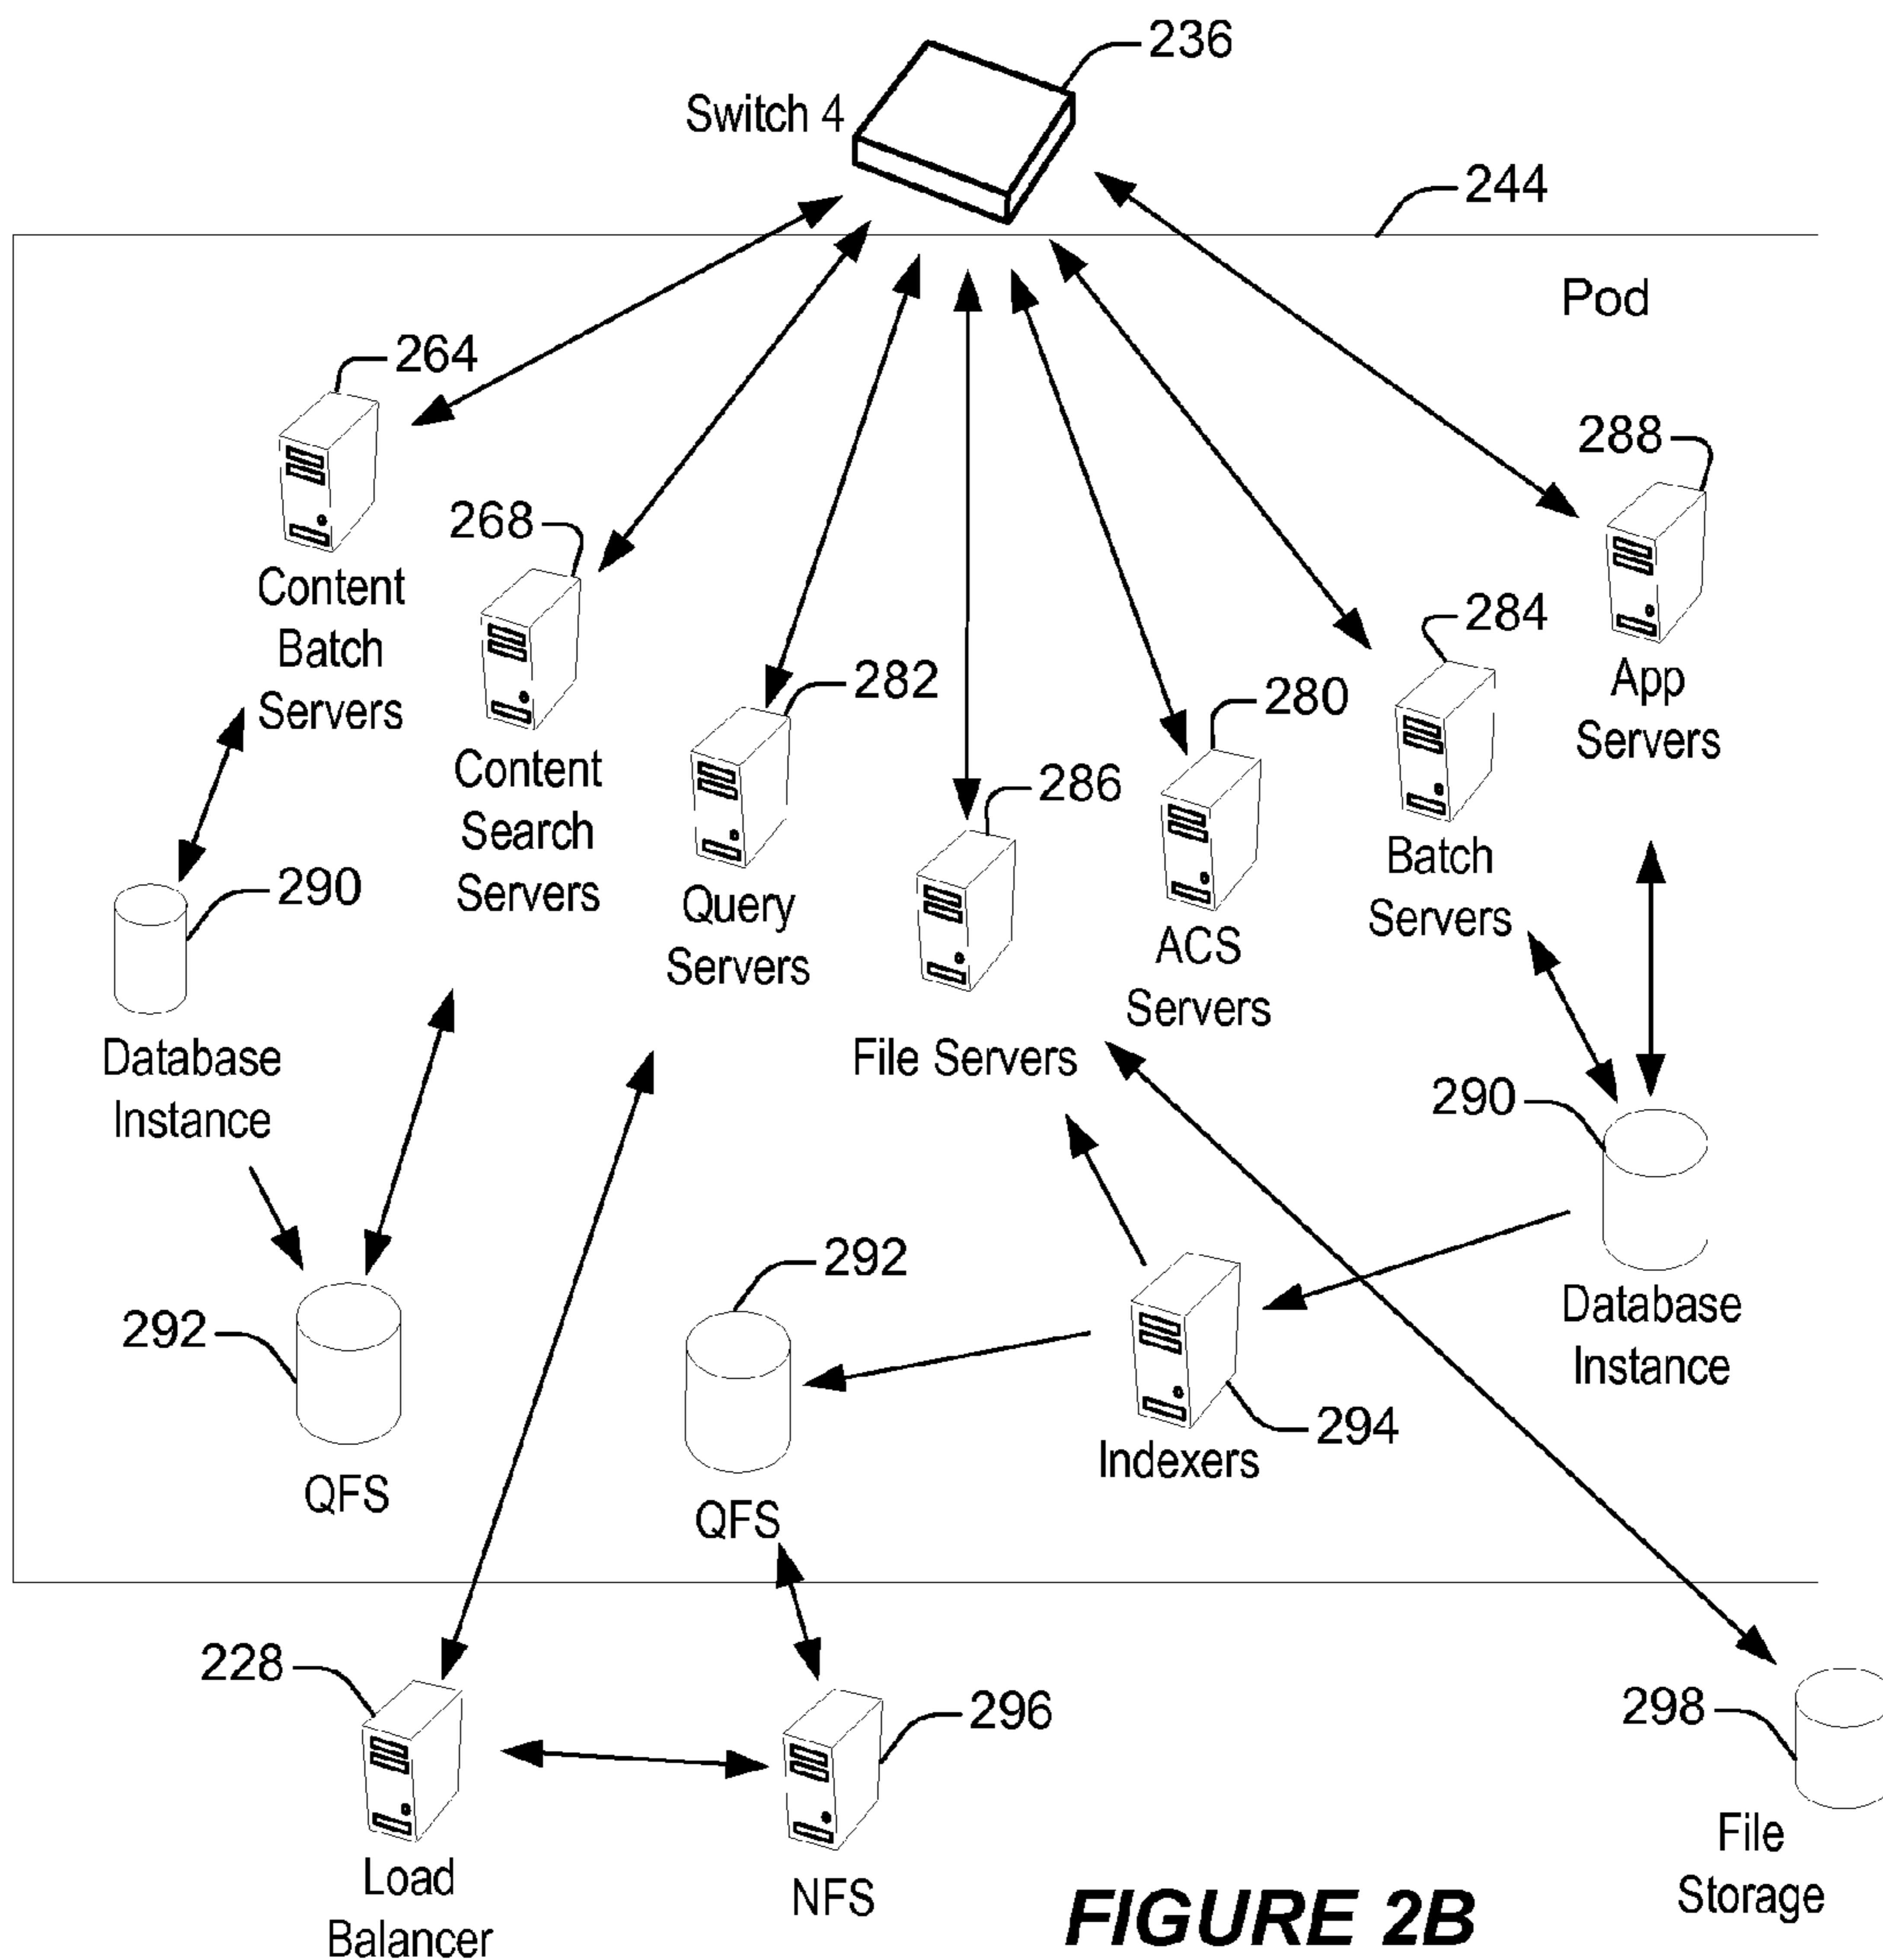 236
Switch 4
244
Pod
264
Content
Batch
Servers
268
Content
Search
Servers
282
Query
Servers
286
File Servers
280
ACS
Servers
284
Batch
Servers
288
App
Servers
290
Database
Instance
290
Database
Instance
292
QFS
292
QFS
294
Indexers
228
Load
Balancer
296
NFS
298
File
Storage
FIGURE 2B